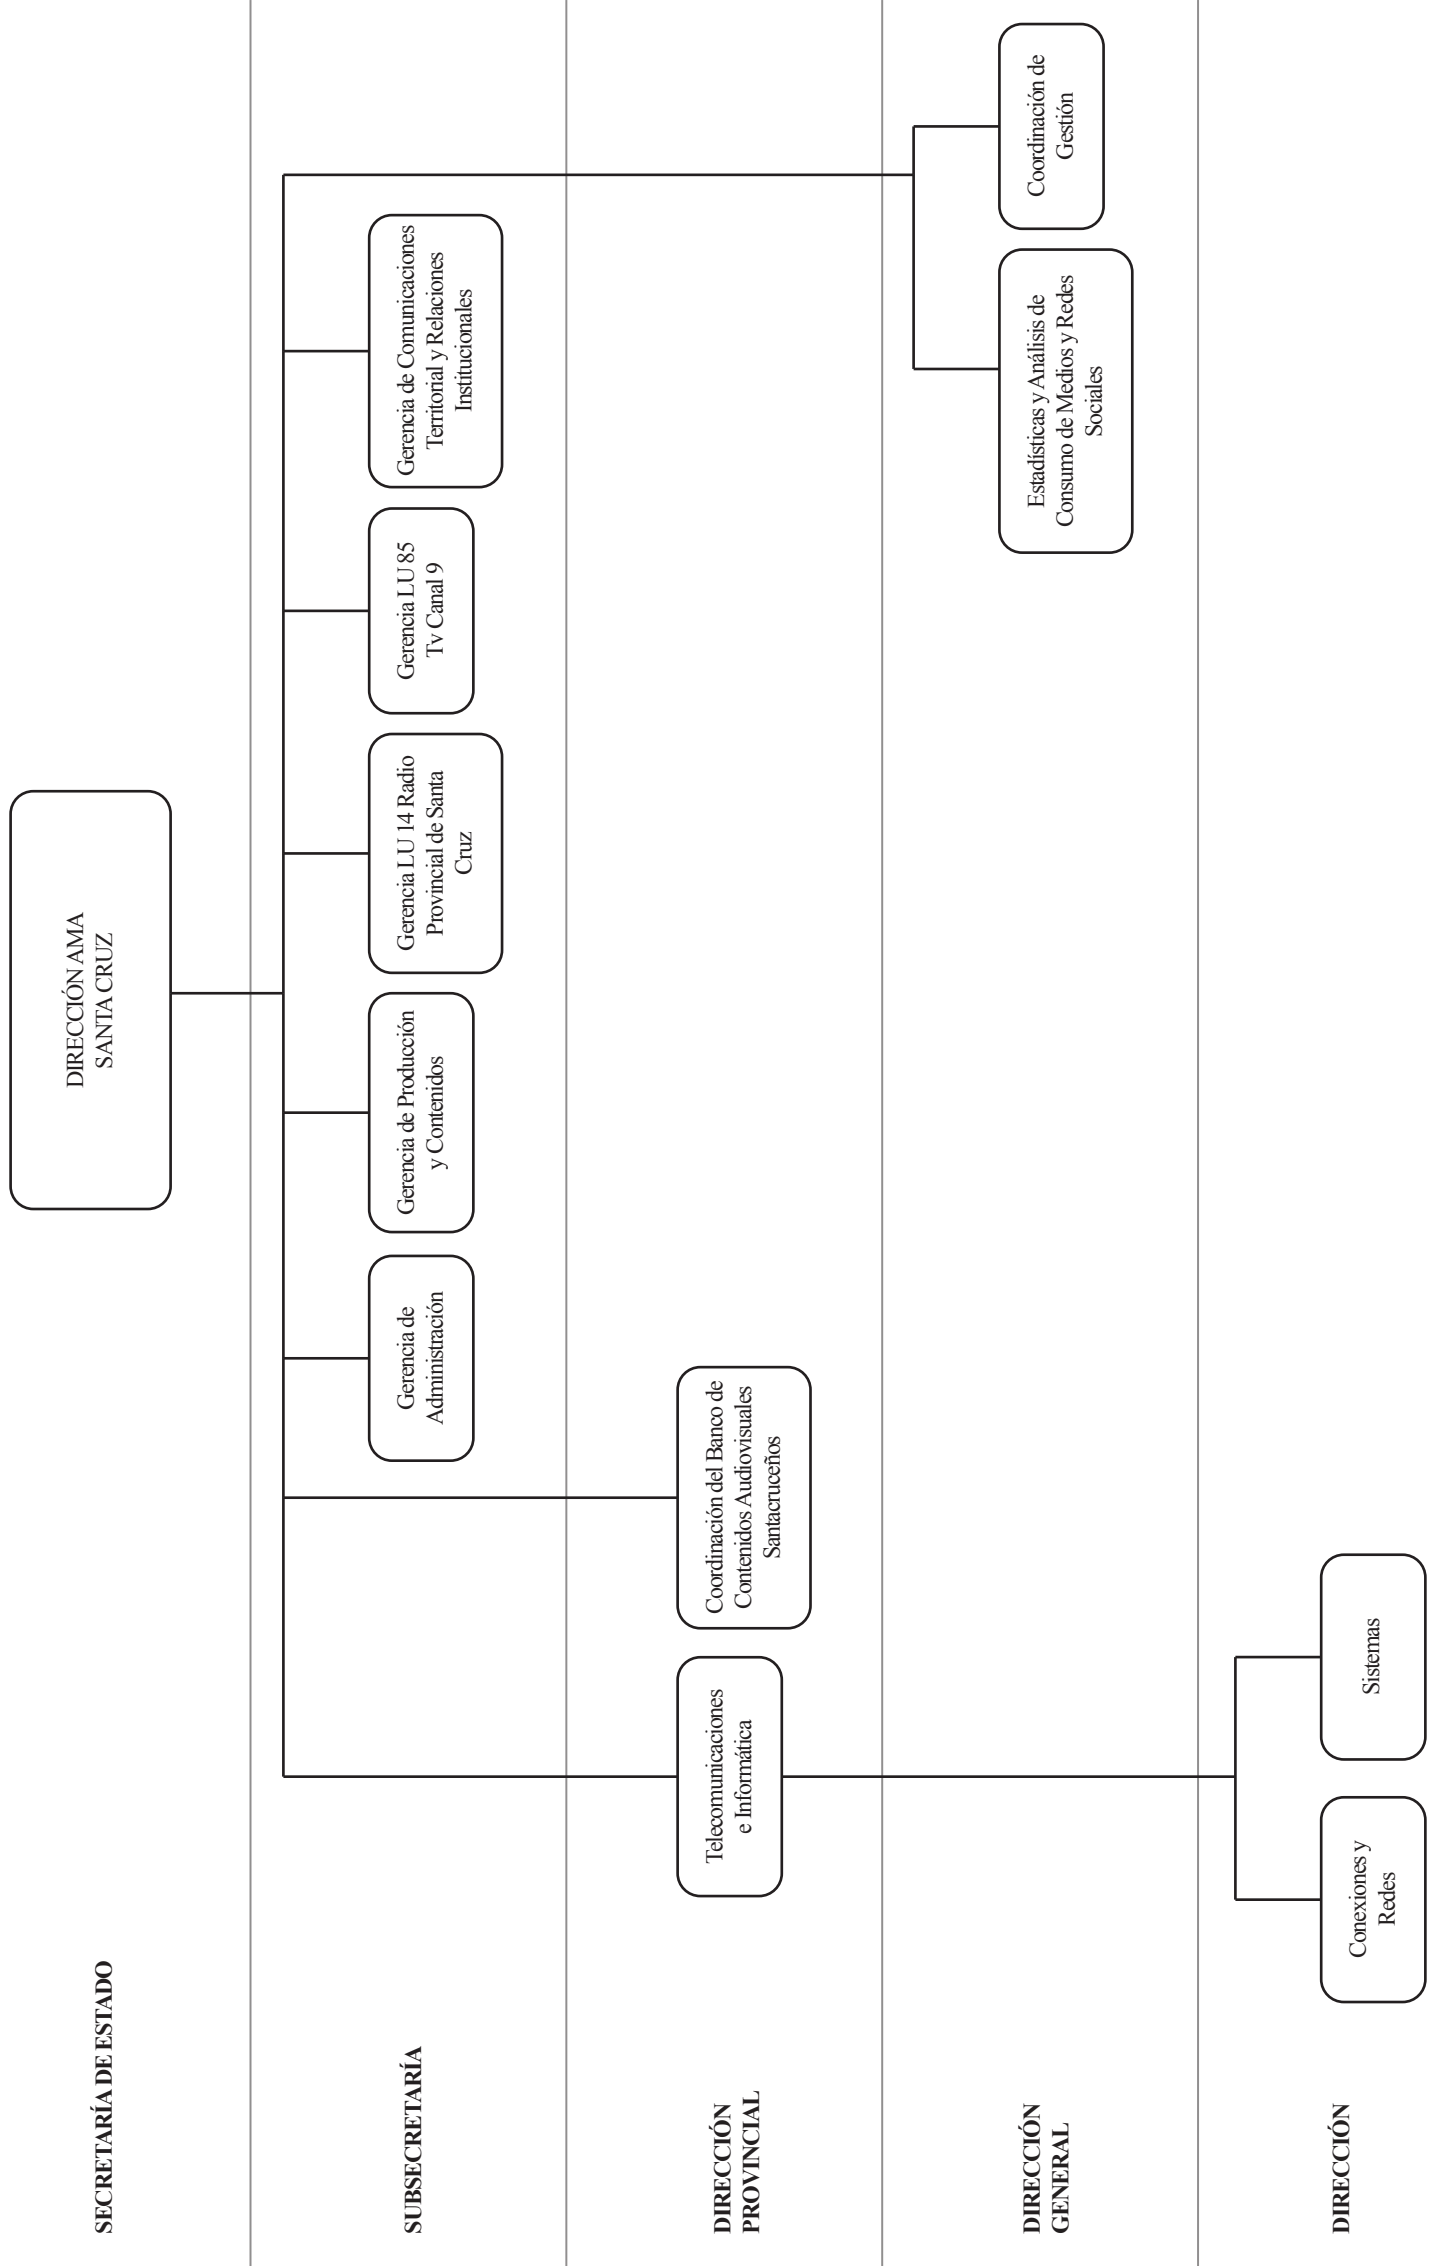 SECRETARÍA DE ESTADO
DIRECCIÓN AMA
SANTA CRUZ
SUBSECRETARÍA
Gerencia de
Administración
Gerencia de Producción
y Contenidos
Gerencia LU 14 Radio
Provincial de Santa
Cruz
Gerencia LU 85
Tv Canal 9
Gerencia de Comunicaciones
Territorial y Relaciones
Institucionales
DIRECCIÓN
PROVINCIAL
Telecomunicaciones
e Informática
Coordinación del Banco de
Contenidos Audiovisuales
Santacruceños
DIRECCIÓN
GENERAL
Estadísticas y Análisis de
Consumo de Medios y Redes
Sociales
Coordinación de
Gestión
DIRECCIÓN
Conexiones y
Redes
Sistemas